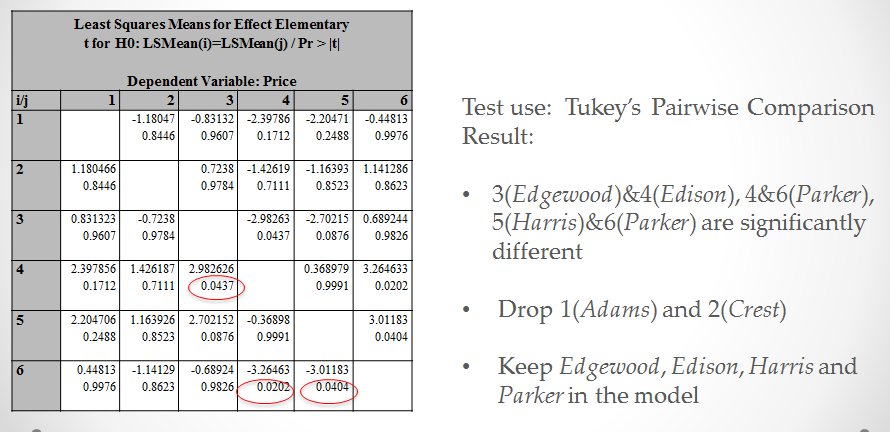 Least Squares Means for Effect Elementary
t for H0: LSMean(i)=LSMean(j) / Pr > |t|
Dependent Variable: Price
i/j 1 2 3 4 5 6
1 -1.18047 -0.83132 -2.39786 -2.20471 -0.44813
0.8446 0.9607 0.1712 0.2488 0.9976
2 1.180466 0.7238 -1.42619 -1.16393 1.141286
0.8446 0.9784 0.7111 0.8523 0.8623
3 0.831323 -0.7238 -2.98263 -2.70215 0.689244
0.9607 0.9784 0.0437 0.0876 0.9826
4 2.397856 1.426187 2.982626 0.368979 3.264633
0.1712 0.7111 0.0437 0.9991 0.0202
5 2.204706 1.163926 2.702152 -0.36898 3.01183
0.2488 0.8523 0.0876 0.9991 0.0404
6 0.44813 -1.14129 -0.68924 -3.26463 -3.01183
0.9976 0.8623 0.9826 0.0202 0.0404
Test use: Tukey's Pairwise Comparison
Result:
• 3(Edgewood)&4(Edison), 4&6(Parker),
5(Harris)&6(Parker) are significantly
different
• Drop 1(Adams) and 2(Crest)
• Keep Edgewood, Edison, Harris and
Parker in the model